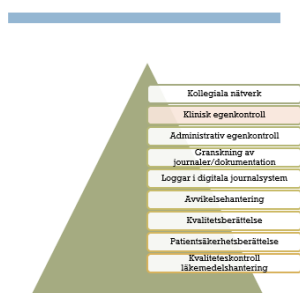 Kollegiala nätverk
Klinisk egenkontroll
Administrativ egenkontroll
Granskning av
journaler/dokumentation
Loggar i digitala journalsystem
Avvikelsehantering
Kvalitetsberättelse
Patientsäkerhetsberättelse
Kvaliteteskontroll
läkemedelshantering